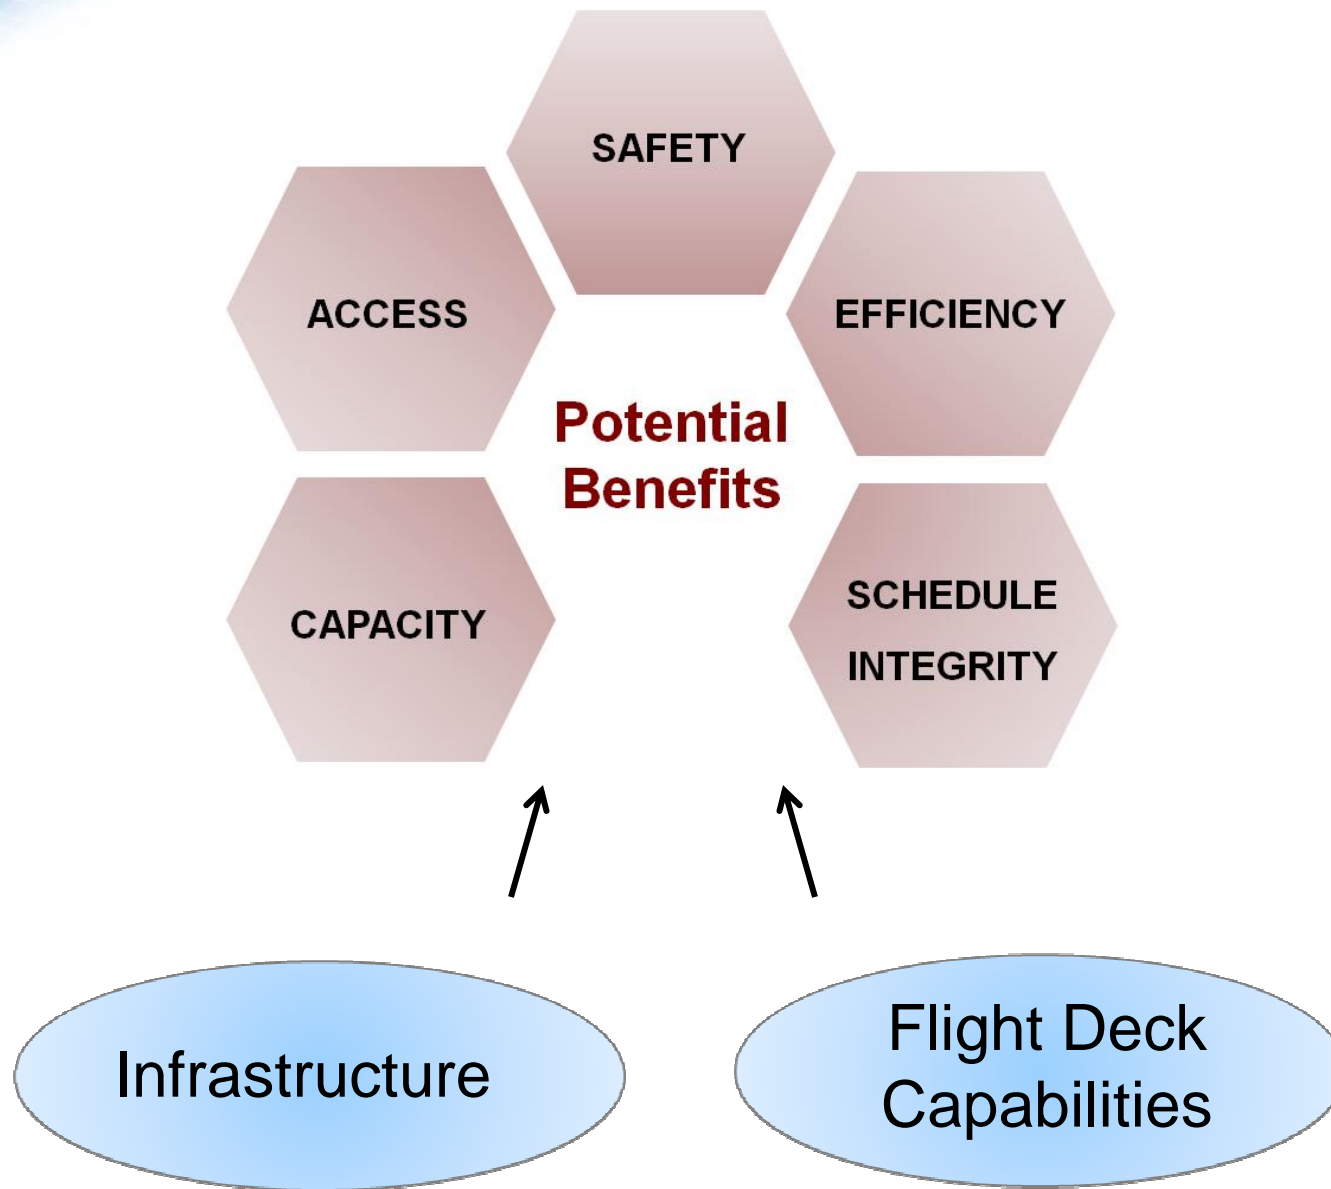 SAFETY
ACCESS
EFFICIENCY
Potential
Benefits
CAPACITY
SCHEDULE
INTEGRITY
Infrastructure
Flight Deck
Capabilities